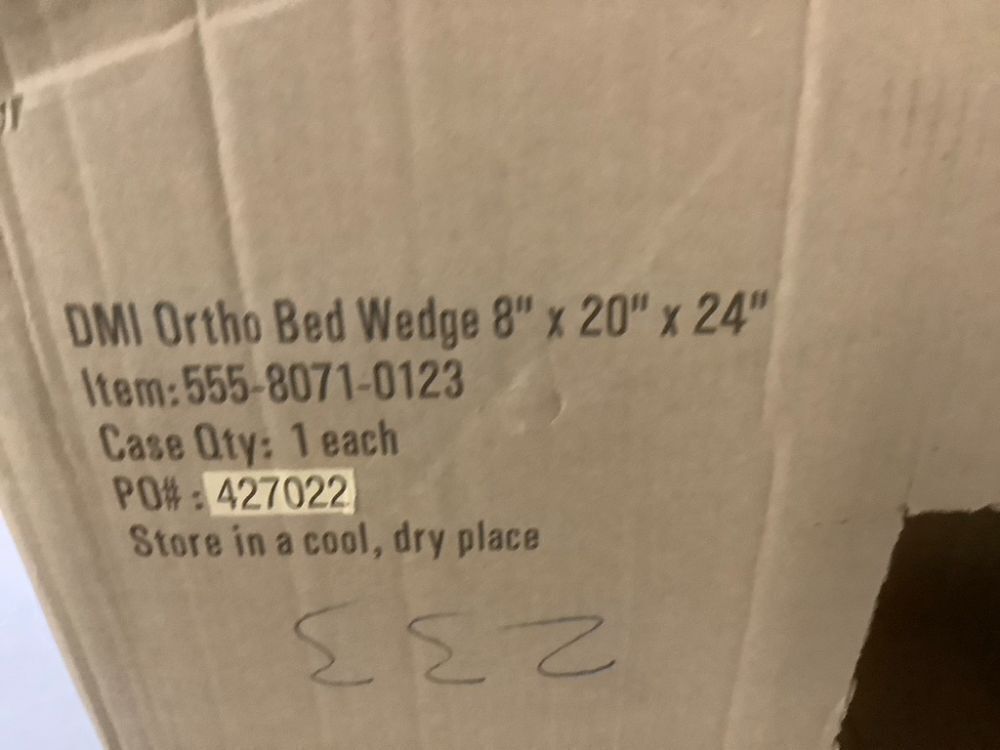 DMI Ortho Bed Wedge 8" x 20" x 24"
Item: 555-8071-0123
Case Qty: 1 each
PO# : 427022
Store in a cool, dry place
233